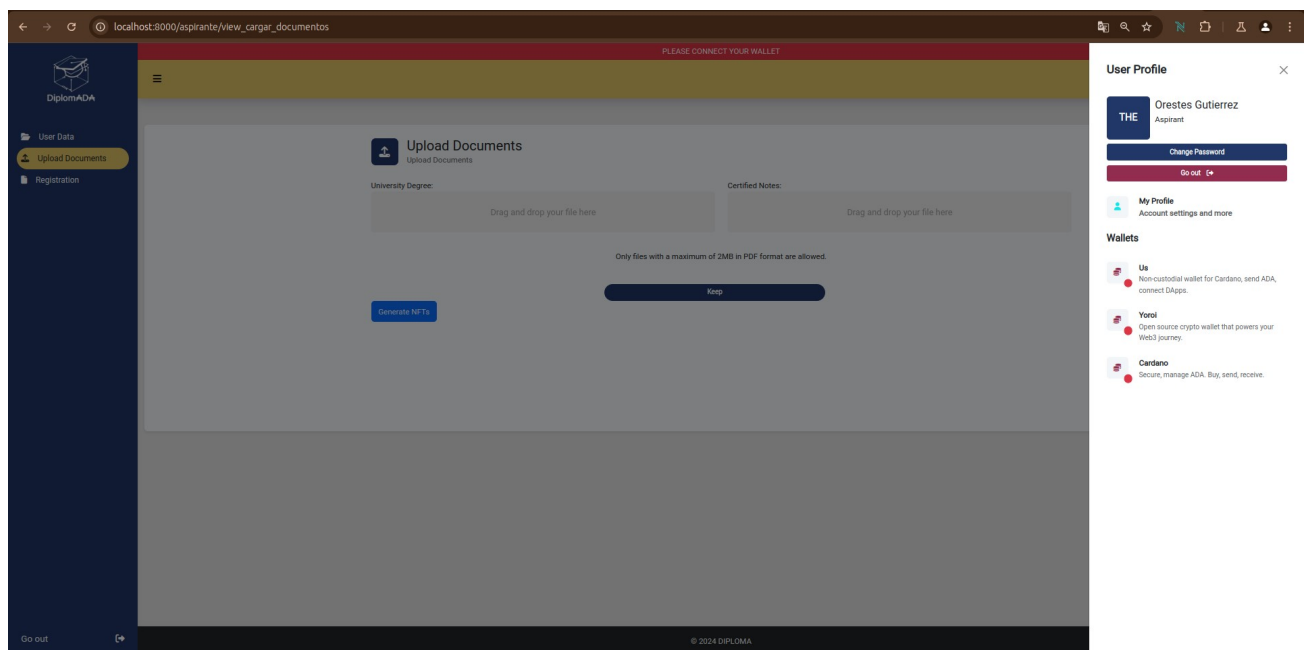 localhost:8000/aspirante/view_cargar_documentos
PLEASE CONNECT YOUR WALLET
DiplomADA
User Data
Upload Documents
Registration
Go out
Upload Documents
Upload Documents
University Degree:
Certified Notes:
Drag and drop your file here
Drag and drop your file here
Only files with a maximum of 2MB in PDF format are allowed.
Keep
Generate NFTs
© 2024 DIPLOMA
User Profile
THE
Orestes Gutierrez
Aspirant
Change Password
Go out
My Profile
Account settings and more
Wallets
Us
Non-custodial wallet for Cardano, send ADA,
connect DApps.
Yoroi
Open source crypto wallet that powers your
Web3 journey.
Cardano
Secure, manage ADA. Buy, send, receive.